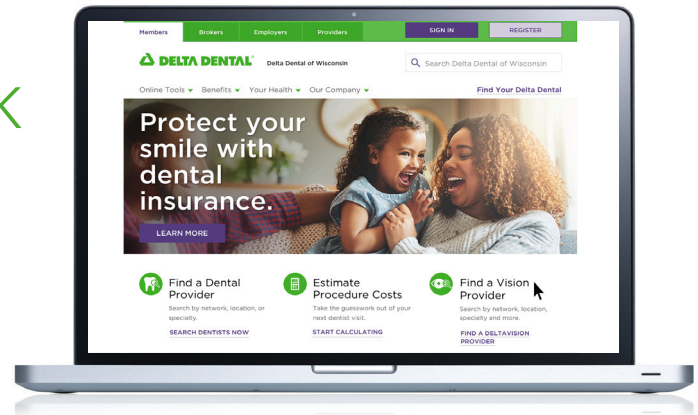 Members Brokers Employers Providers SIGN IN REGISTER
DELTA DENTAL® Delta Dental of Wisconsin Search Delta Dental of Wisconsin
Online Tools Benefits Your Health Our Company Find Your Delta Dental
Protect your
smile with
dental
insurance.
LEARN MORE
Find a Dental
Provider
Search by network, location, or
specialty.
SEARCH DENTISTS NOW
Estimate
Procedure Costs
Take the guesswork out of your
next dentist visit.
START CALCULATING
Find a Vision
Provider
Search by network, location,
specialty and more.
FIND A DELTAVISION
PROVIDER